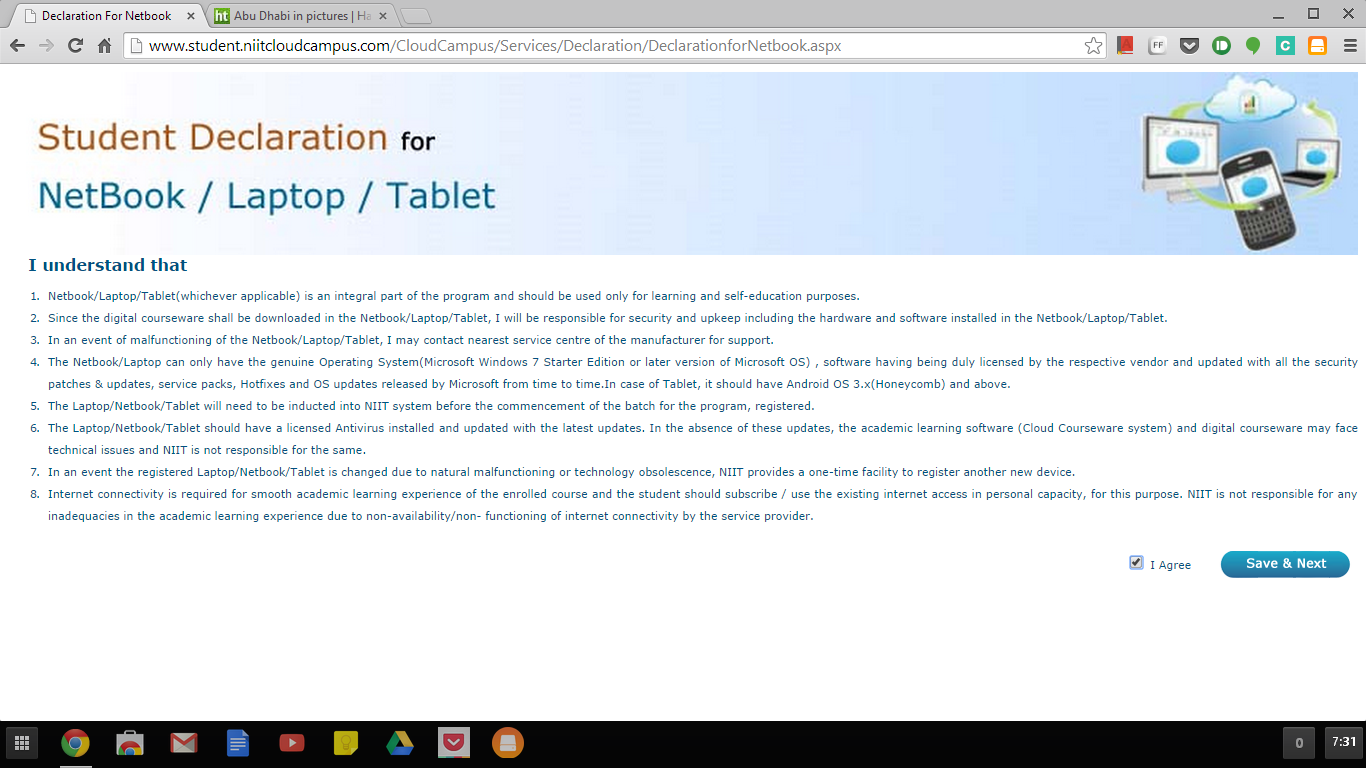 Declaration For Netbook
ht Abu Dhabi in pictures | Ha
www.student.niitcloudcampus.com/CloudCampus/Services/Declaration/DeclarationforNetbook.aspx
A FF C
Student Declaration for
NetBook / Laptop / Tablet
I understand that
1. Netbook/Laptop/Tablet(whichever applicable) is an integral part of the program and should be used only for learning and self-education purposes.
2. Since the digital courseware shall be downloaded in the Netbook/Laptop/Tablet, I will be responsible for security and upkeep including the hardware and software installed in the Netbook/Laptop/Tablet.
3. In an event of malfunctioning of the Netbook/Laptop/Tablet, I may contact nearest service centre of the manufacturer for support.
4. The Netbook/Laptop can only have the genuine Operating System(Microsoft Windows 7 Starter Edition or later version of Microsoft OS) , software having being duly licensed by the respective vendor and updated with all the security
patches & updates, service packs, Hotfixes and OS updates released by Microsoft from time to time.In case of Tablet, it should have Android OS 3.x(Honeycomb) and above.
5. The Laptop/Netbook/Tablet will need to be inducted into NIIT system before the commencement of the batch for the program, registered.
6. The Laptop/Netbook/Tablet should have a licensed Antivirus installed and updated with the latest updates. In the absence of these updates, the academic learning software (Cloud Courseware system) and digital courseware may face
technical issues and NIIT is not responsible for the same.
7. In an event the registered Laptop/Netbook/Tablet is changed due to natural malfunctioning or technology obsolescence, NIIT provides a one-time facility to register another new device.
8. Internet connectivity is required for smooth academic learning experience of the enrolled course and the student should subscribe / use the existing internet access in personal capacity, for this purpose. NIIT is not responsible for any
inadequacies in the academic learning experience due to non-availability/non- functioning of internet connectivity by the service provider.
I Agree
Save & Next
0
7:31